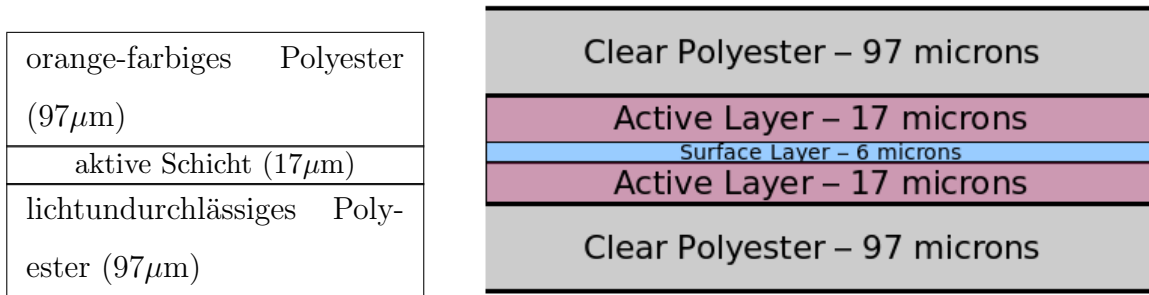 orange-farbiges Polyester
(97μm)
aktive Schicht (17μm)
lichtundurchlässiges Poly-
ester (97μm)
Clear Polyester – 97 microns
Active Layer – 17 microns
Surface Layer – 6 microns
Active Layer – 17 microns
Clear Polyester – 97 microns